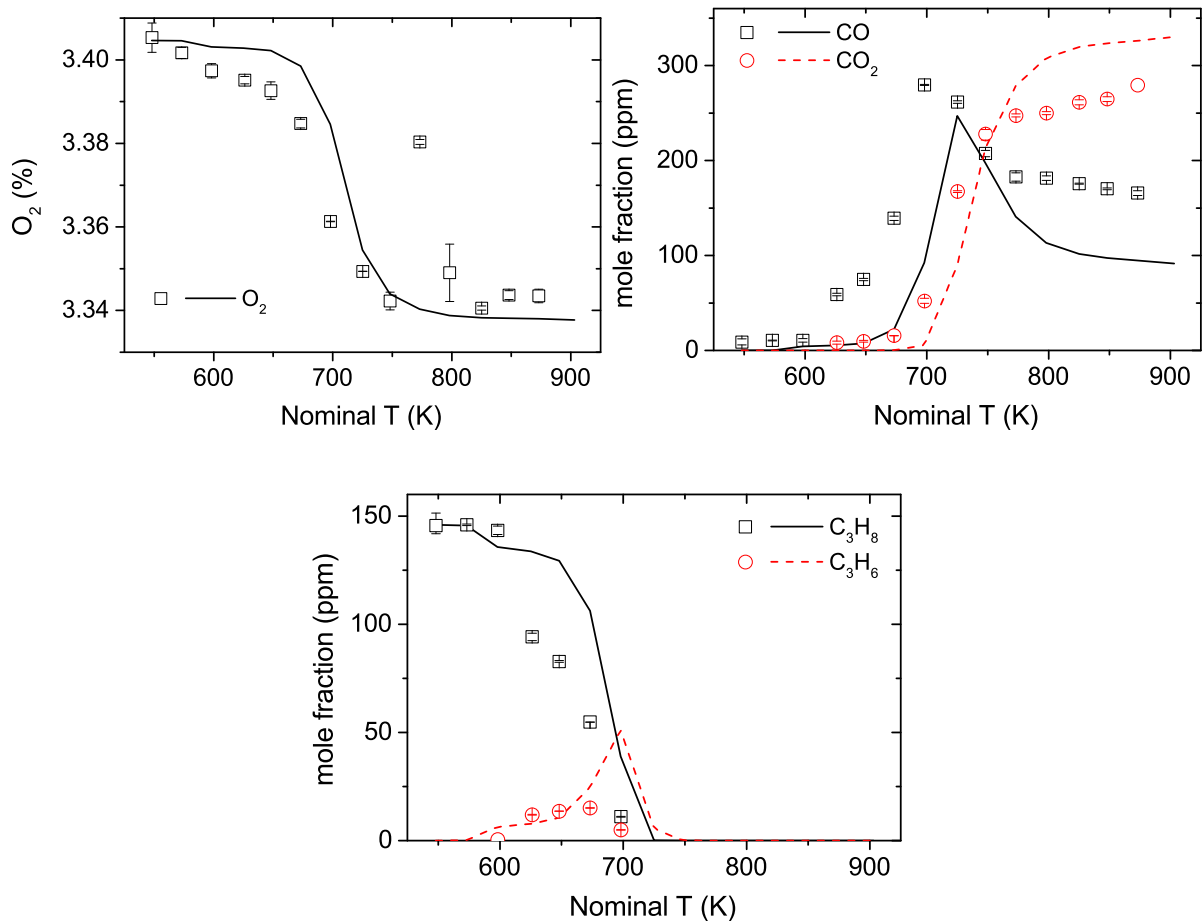 3.40
3.38
3.36
3.34
O₂ (%)
O₂
600
700
800
900
Nominal T (K)
300
200
100
0
mole fraction (ppm)
CO
CO₂
600
700
800
900
Nominal T (K)
150
100
50
0
mole fraction (ppm)
C₃H₈
C₃H₆
600
700
800
900
Nominal T (K)